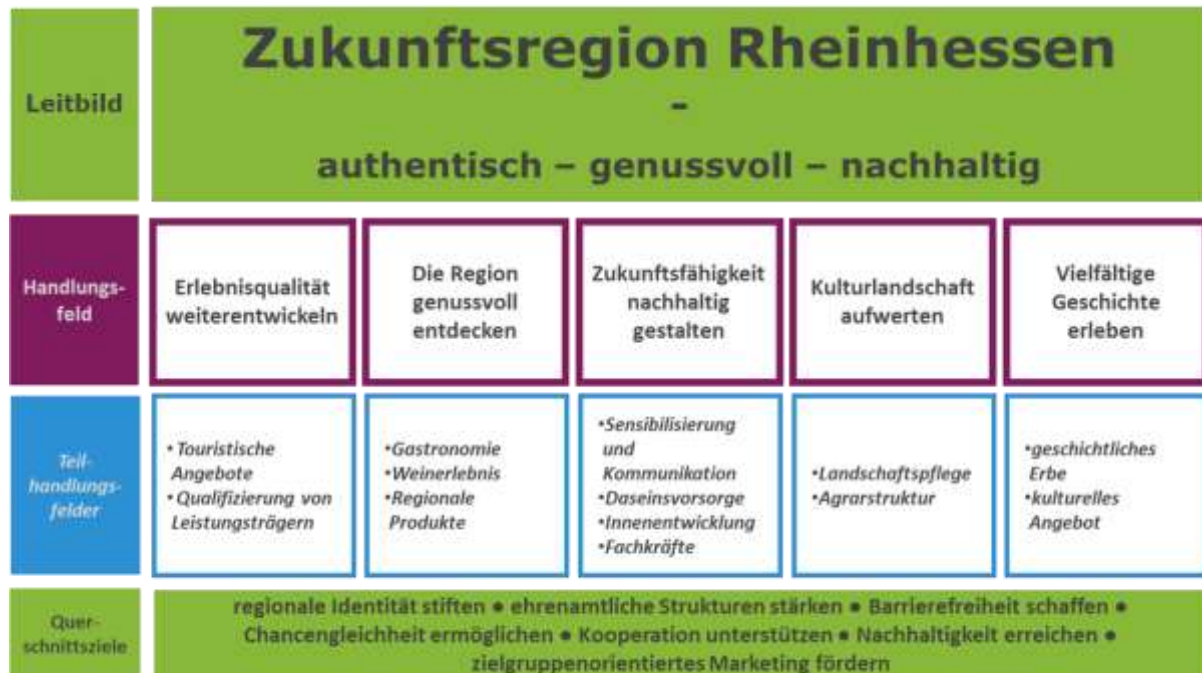 Leitbild
Zukunftsregion Rheinhessen
-
authentisch – genussvoll – nachhaltig
Handlungs-
feld
Erlebnisqualität
weiterentwickeln
Die Region
genussvoll
entdecken
Zukunftsfähigkeit
nachhaltig
gestalten
Kulturlandschaft
aufwerten
Vielfältige
Geschichte
erleben
Teil-
handlungs-
felder
• Touristische
Angebote
• Qualifizierung von
Leistungsträgern
•Gastronomie
•Weinerlebnis
•Regionale
Produkte
•Sensibilisierung
und
Kommunikation
•Daseinsvorsorge
•Innenentwicklung
•Fachkräfte
•Landschaftspflege
•Agrarstruktur
•geschichtliches
Erbe
•kulturelles
Angebot
Quer-
schnittsziele
regionale Identität stiften ● ehrenamtliche Strukturen stärken ● Barrierefreiheit schaffen ●
Chancengleichheit ermöglichen ● Kooperation unterstützen ● Nachhaltigkeit erreichen ●
zielgruppenorientiertes Marketing fördern